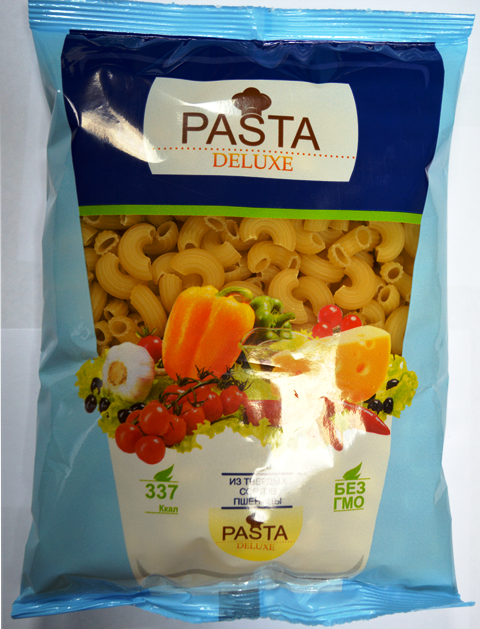 PASTA
DELUXE
337
Ккал
ИЗ ТВЕРДЫХ
СОРТОВ
ПШЕНИЦЫ
БЕЗ
ГМО
PASTA
DELUXE